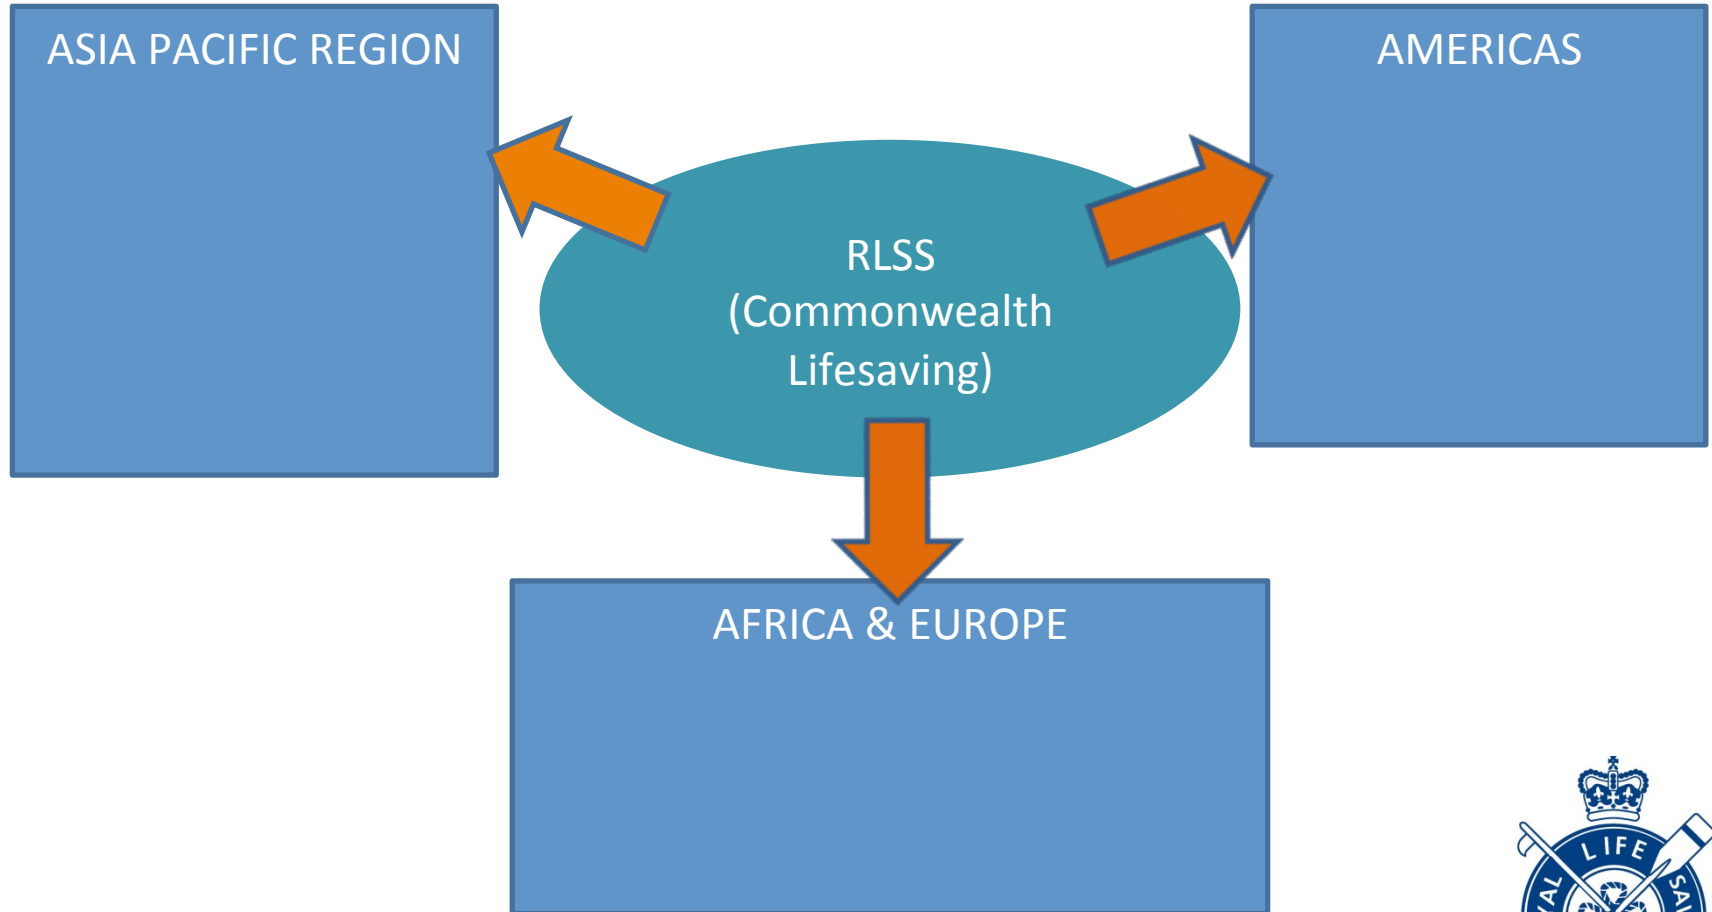 ASIA PACIFIC REGION
AMERICAS
RLSS
(Commonwealth
Lifesaving)
AFRICA & EUROPE
LIFE